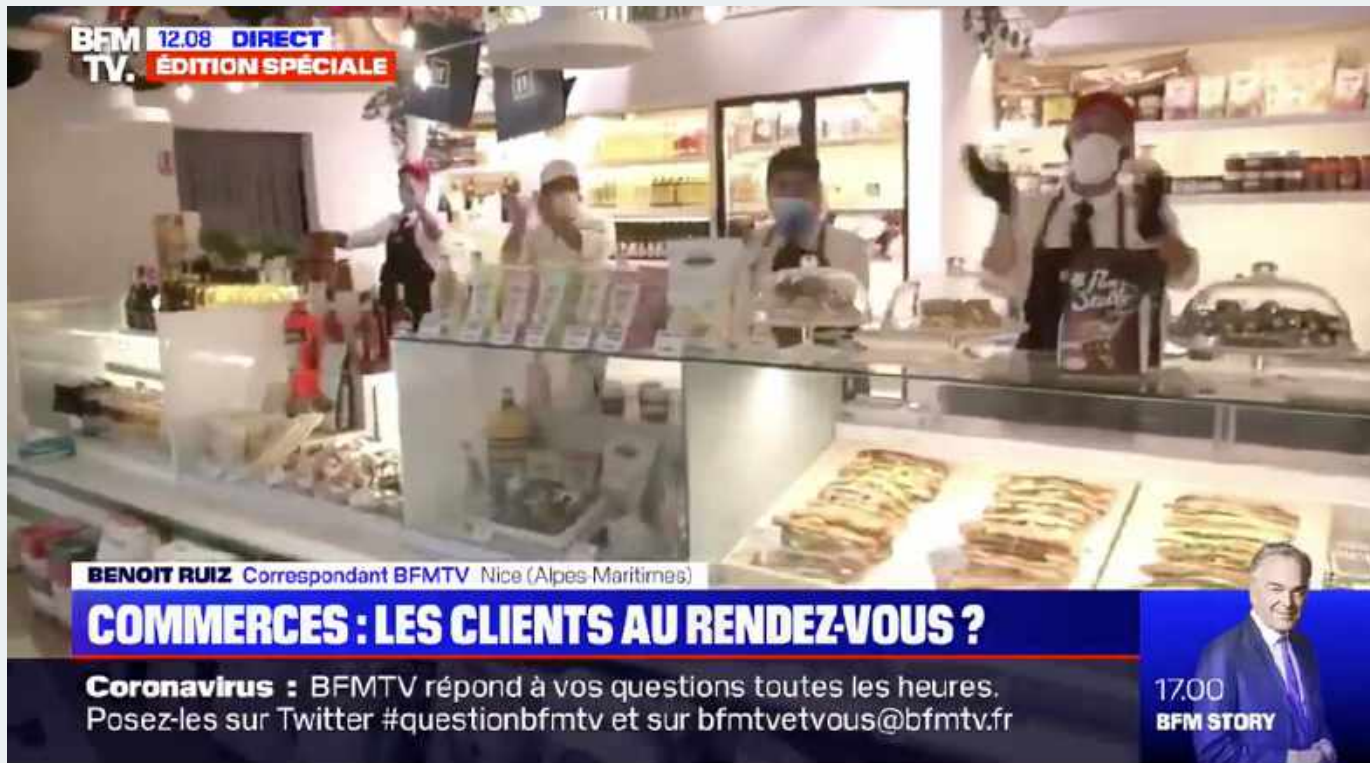 BFM 12.08 DIRECT
TV. ÉDITION SPÉCIALE
BENOIT RUIZ Correspondant BFMTV Nice (Alpes-Maritimes)
COMMERCES : LES CLIENTS AU RENDEZ-VOUS ?
Coronavirus : BFMTV répond à vos questions toutes les heures.
Posez-les sur Twitter #questionbfmtv et sur bfmtvetvous@bfmtv.fr
17.00
BFM STORY